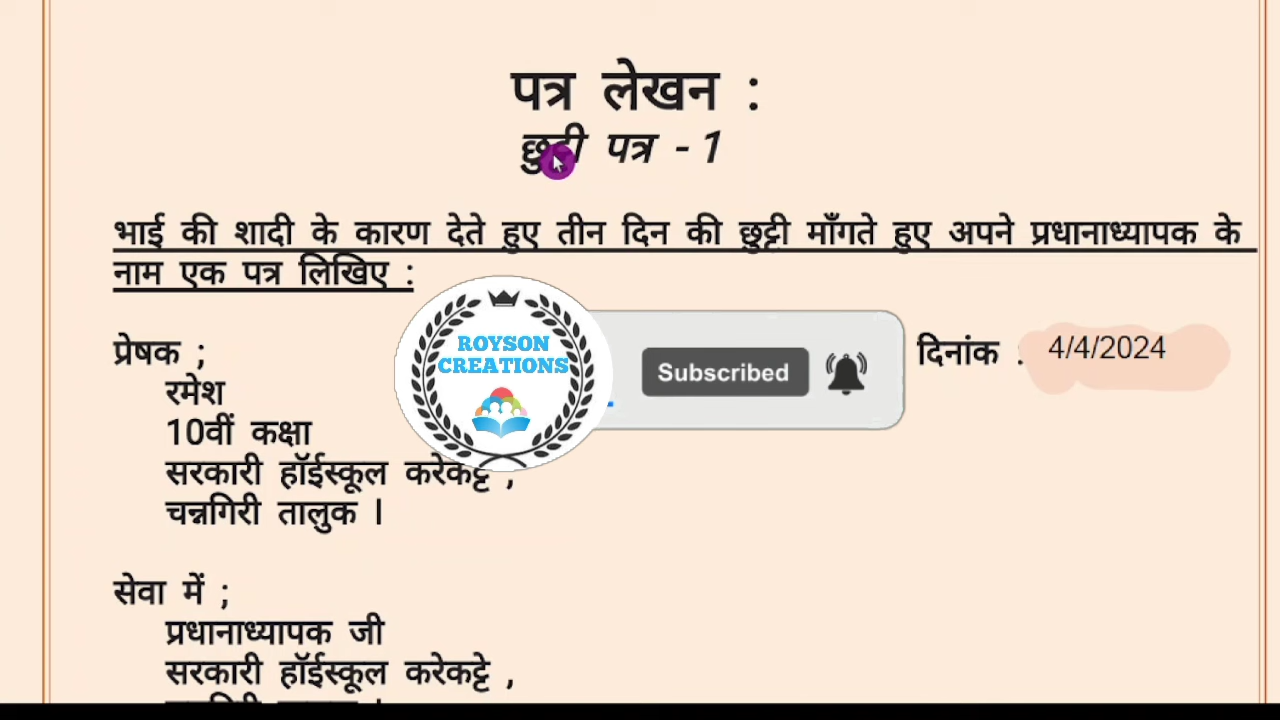 पत्र लेखन :
छुट्टी पत्र - 1
भाई की शादी के कारण देते हुए तीन दिन की छुट्टी माँगते हुए अपने प्रधानाध्यापक के
नाम एक पत्र लिखिए :
प्रेषक ;
दिनांक :
4/4/2024
रमेश
10वीं कक्षा
सरकारी हॉईस्कूल करेकट्टे ,
चन्नगिरी तालुक ।
ROYSON
CREATIONS
Subscribed
सेवा में ;
प्रधानाध्यापक जी
सरकारी हॉईस्कूल करेकट्टे ,